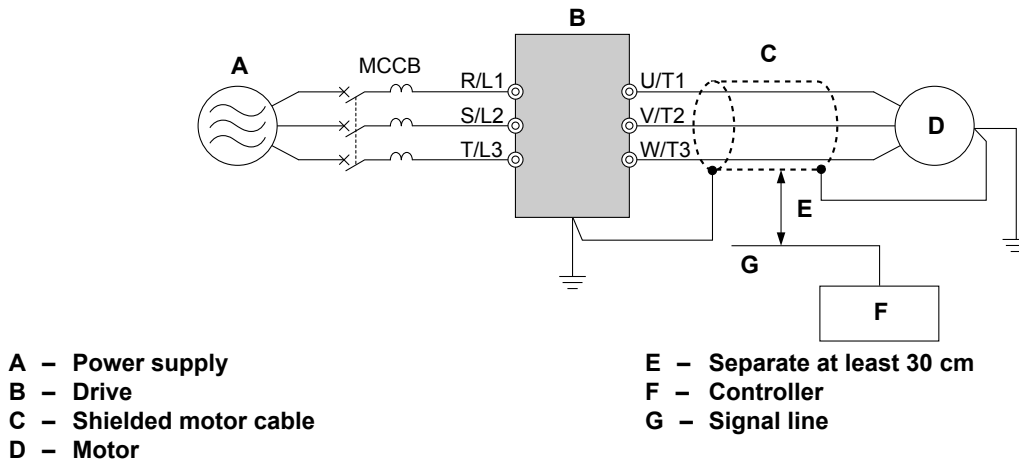 B
A
MCCB
C
R/L1
U/T1
S/L2
V/T2
D
T/L3
W/T3
E
G
F
A – Power supply
B – Drive
C – Shielded motor cable
D – Motor
E – Separate at least 30 cm
F – Controller
G – Signal line